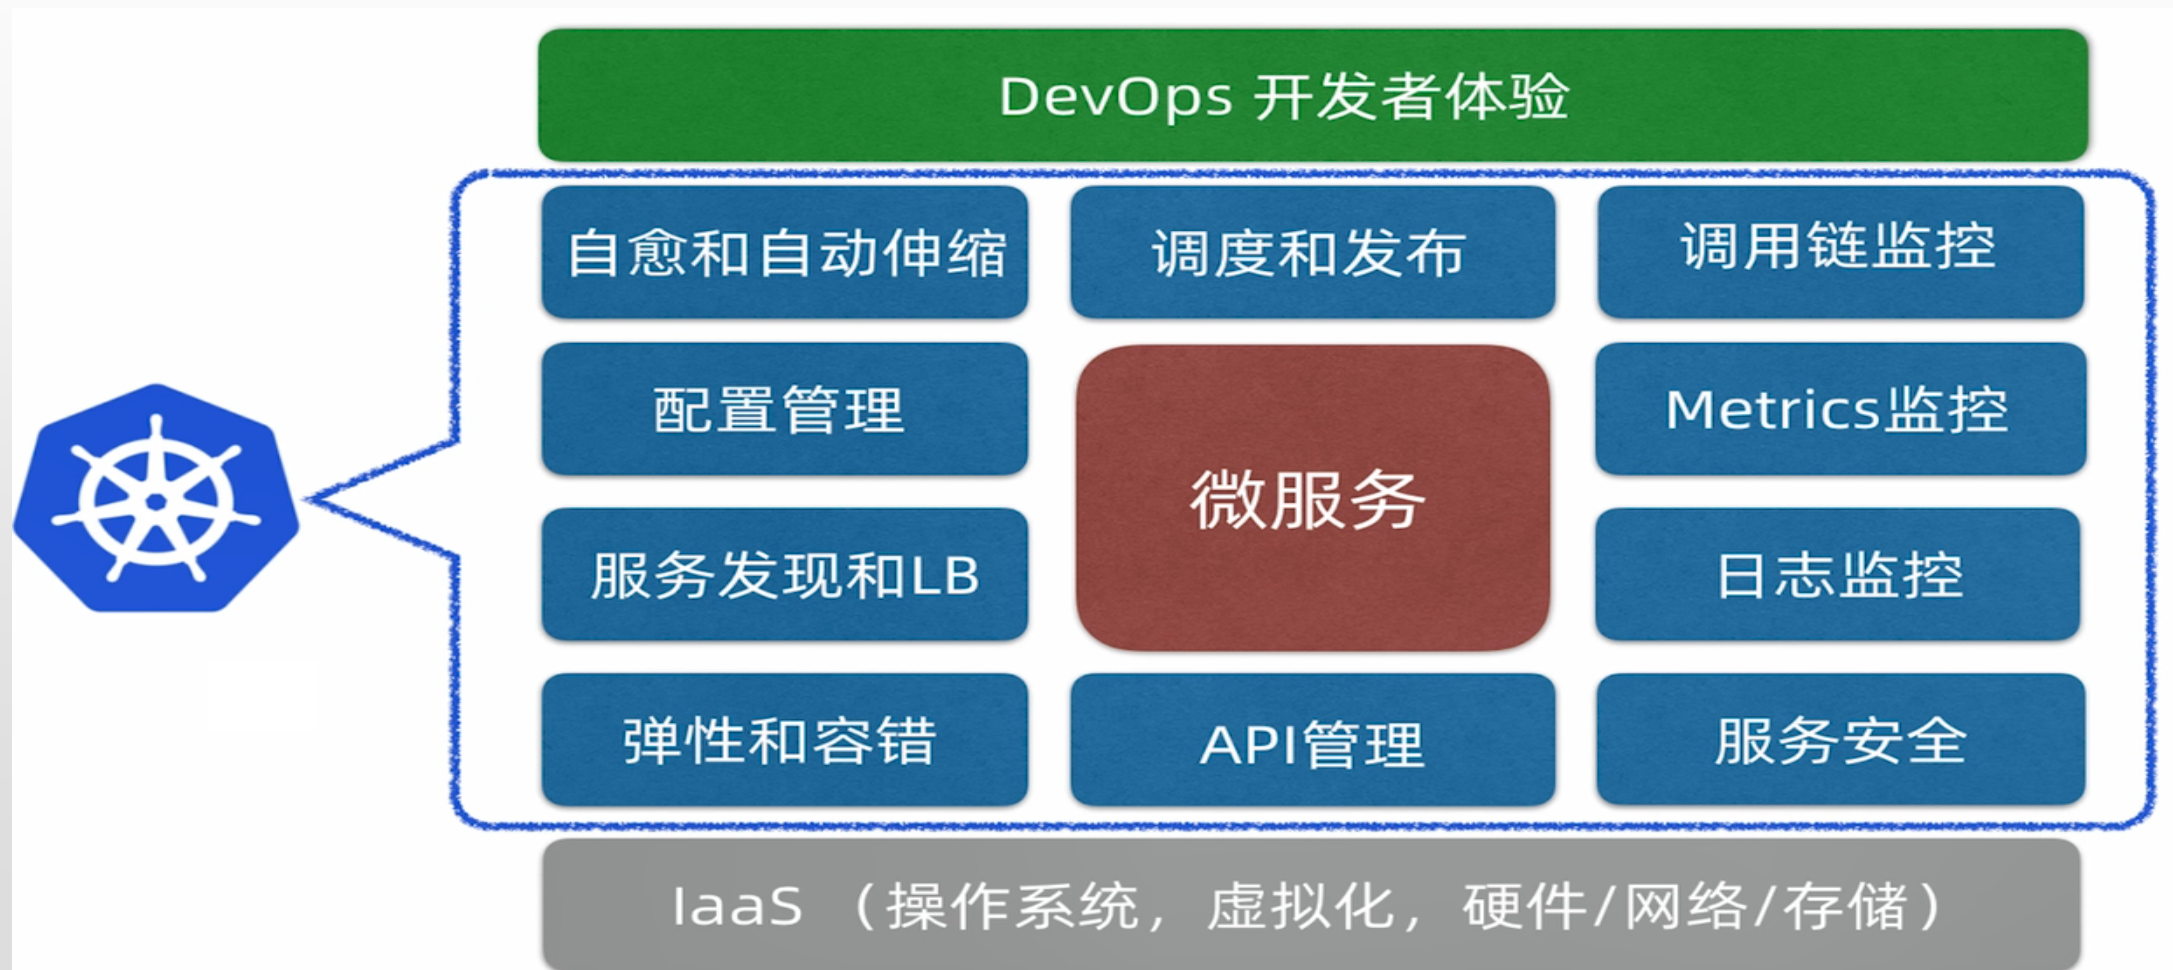 DevOps 开发者体验
自愈和自动伸缩
调度和发布
调用链监控
配置管理
Metrics监控
微服务
服务发现和LB
日志监控
弹性和容错
API管理
服务安全
IaaS （操作系统，虚拟化，硬件/网络/存储）